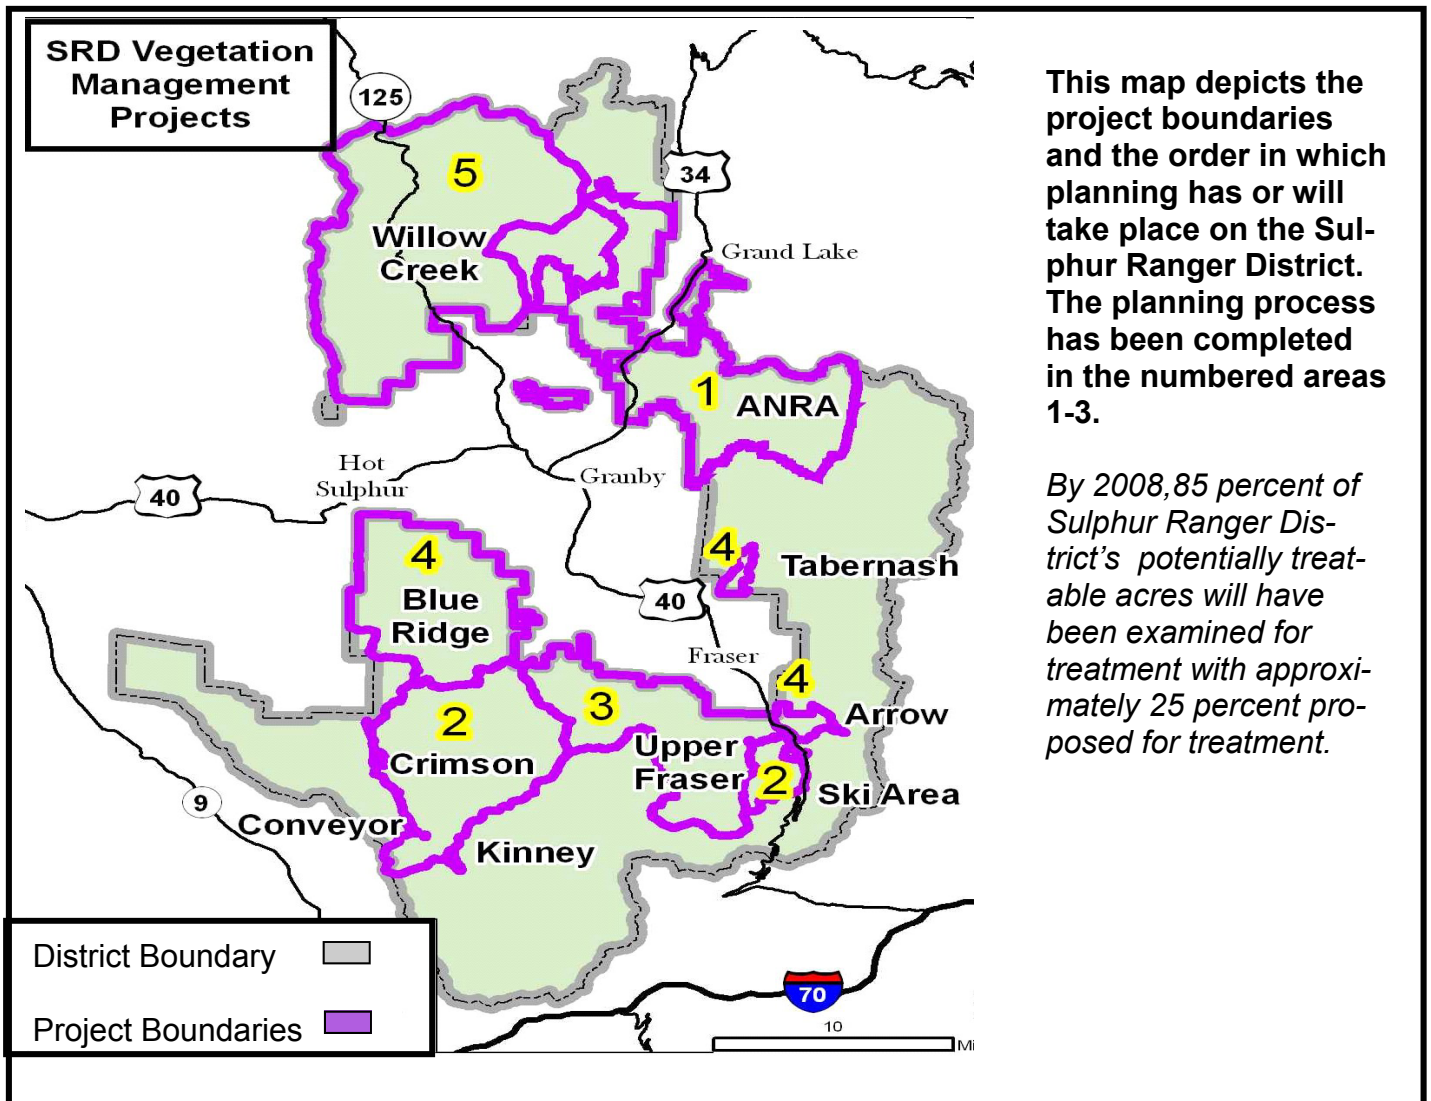 SRD Vegetation
Management
Projects
125
5
34
Willow
Creek
Grand Lake
1
ANRA
Hot
Sulphur
Granby
40
4
4
Tabernash
Blue
Ridge
40
Fraser
4
3
2
Arrow
Crimson
Upper
Fraser
2
Ski Area
9
Conveyor
Kinney
District Boundary
Project Boundaries
70
10
Mi
This map depicts the
project boundaries
and the order in which
planning has or will
take place on the Sul-
phur Ranger District.
The planning process
has been completed
in the numbered areas
1-3.
By 2008,85 percent of
Sulphur Ranger Dis-
trict's  potentially treat-
able acres will have
been examined for
treatment with approxi-
mately 25 percent pro-
posed for treatment.